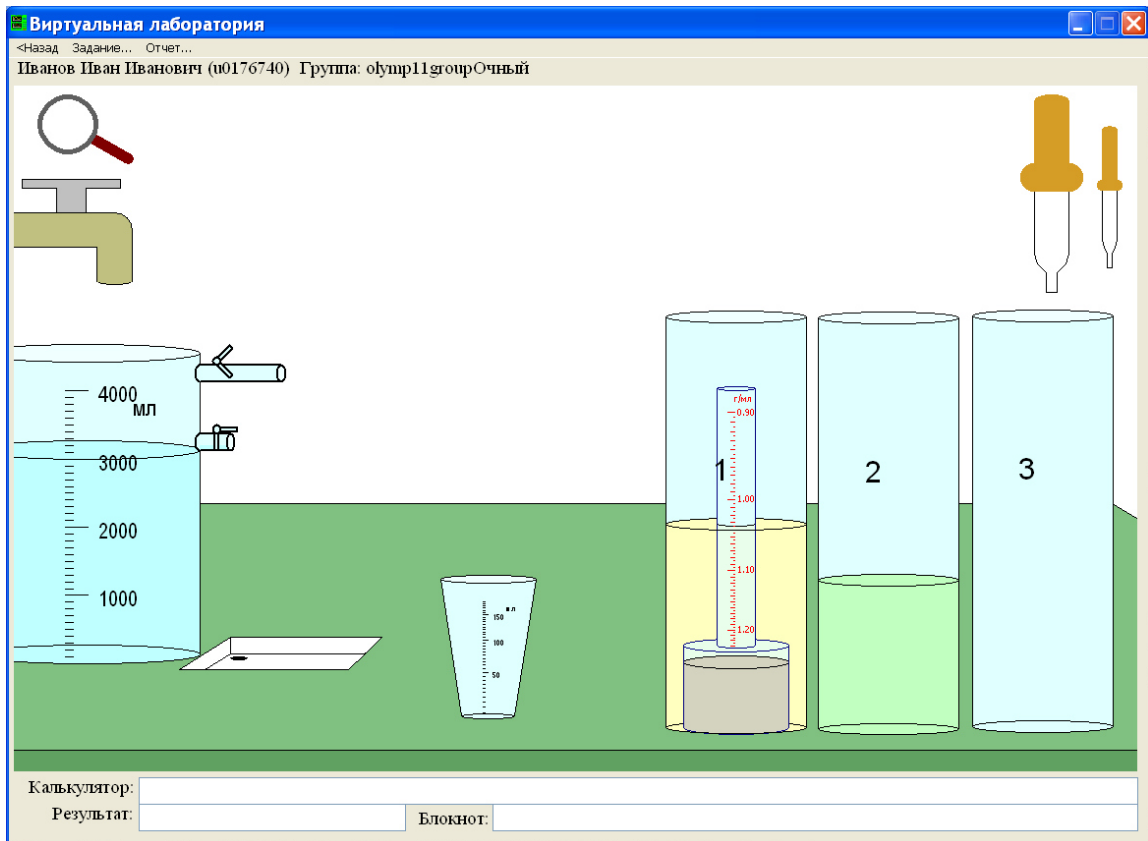 Виртуальная лаборатория
<Назад Задание... Отчет...
Иванов Иван Иванович (u0176740) Группа: olymp11groupОчный
4000
мл
3000
2000
1000
150
мл
100
50
г/мл
0.90
1.00
1.10
1.20
1
2
3
Калькулятор:
Результат:
Блокнот: